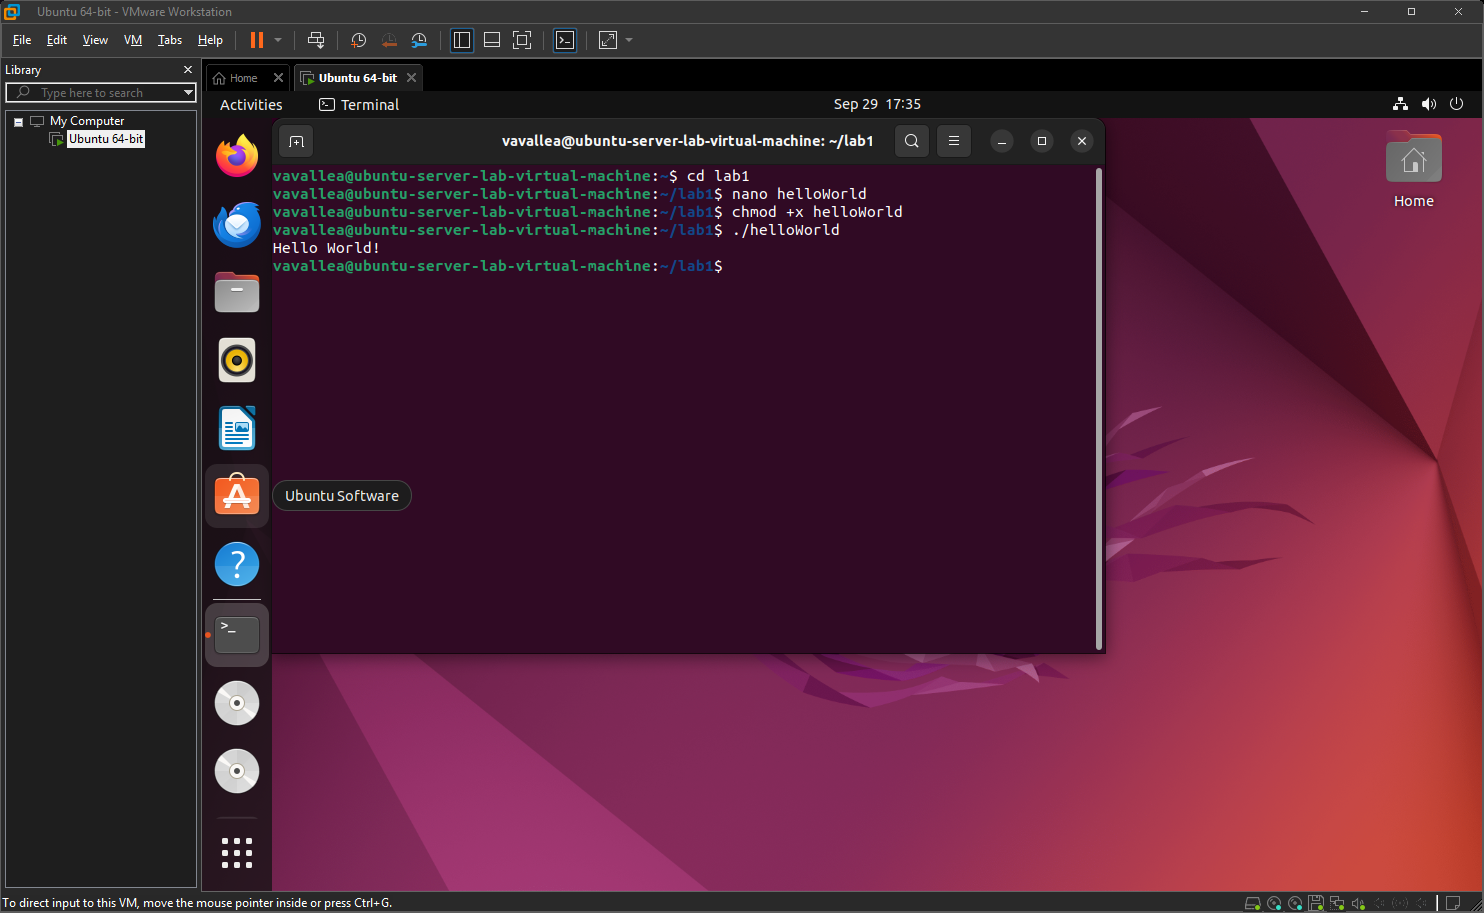 Ubuntu 64-bit - VMware Workstation
File Edit View VM Tabs Help
Library
Type here to search
My Computer
Ubuntu 64-bit
Home
Ubuntu 64-bit
Activities
Terminal
Sep 29 17:35
vavallea@ubuntu-server-lab-virtual-machine: ~/lab1
vavallea@ubuntu-server-lab-virtual-machine:~$ cd lab1
vavallea@ubuntu-server-lab-virtual-machine:~/lab1$ nano helloWorld
vavallea@ubuntu-server-lab-virtual-machine:~/lab1$ chmod +x helloWorld
vavallea@ubuntu-server-lab-virtual-machine:~/lab1$ ./helloWorld
Hello World!
vavallea@ubuntu-server-lab-virtual-machine:~/lab1$
Home
Ubuntu Software
To direct input to this VM, move the mouse pointer inside or press Ctrl+G.